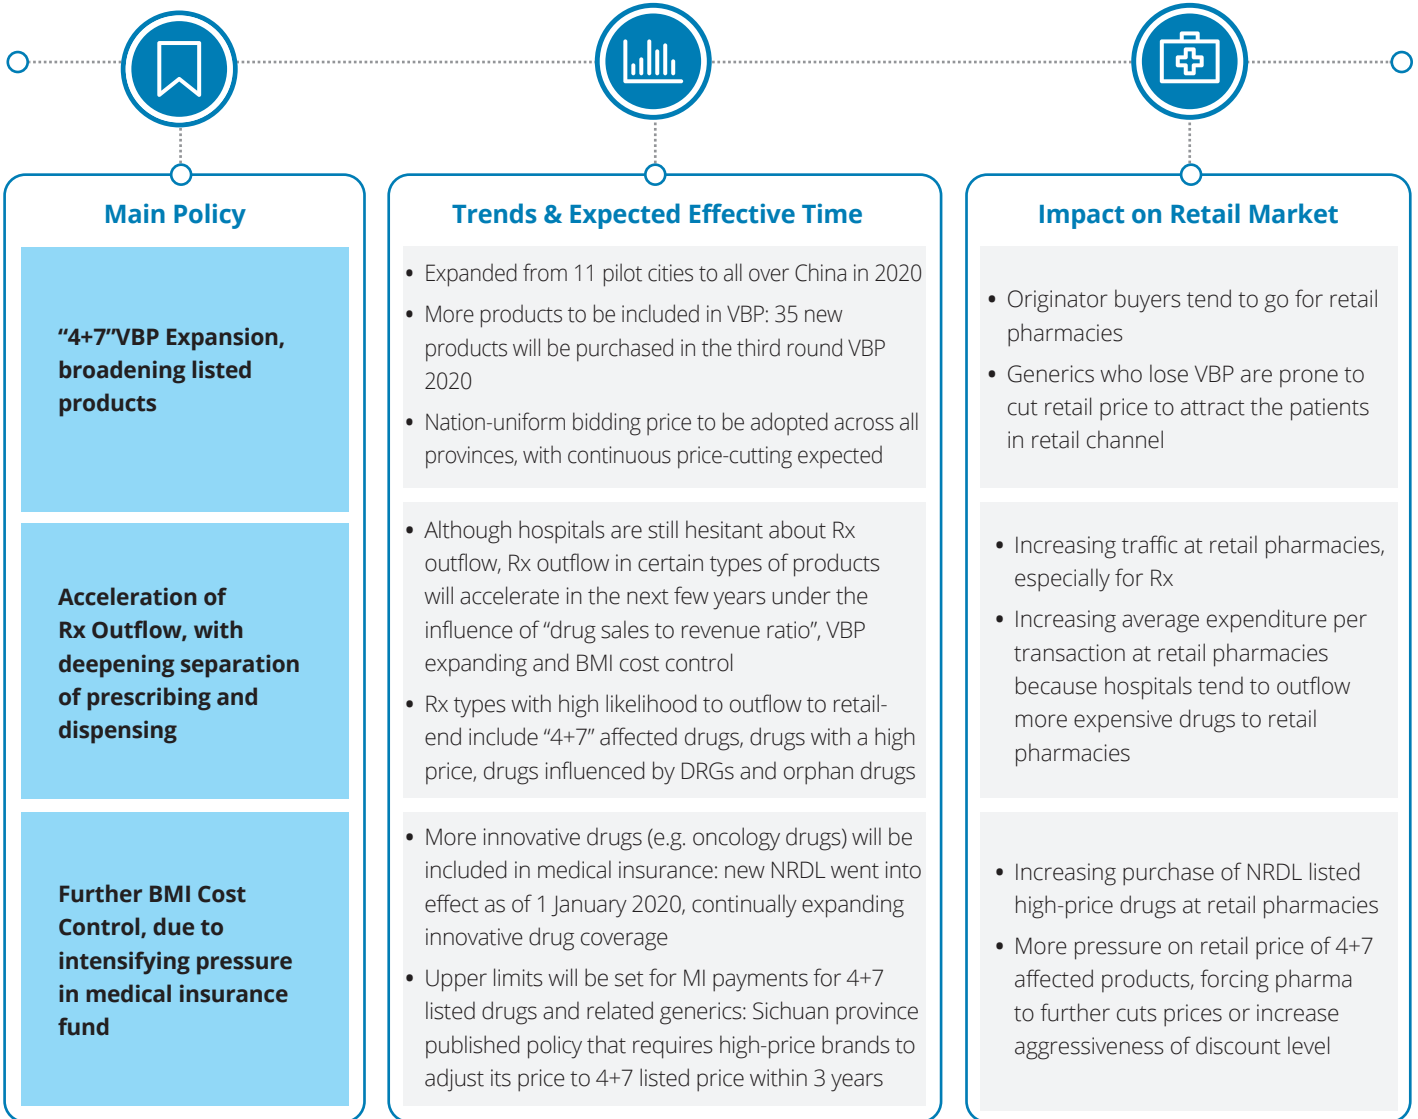 Main Policy
"4+7"VBP Expansion,
broadening listed
products
Acceleration of
Rx Outflow, with
deepening separation
of prescribing and
dispensing
Further BMI Cost
Control, due to
intensifying pressure
in medical insurance
fund
Trends & Expected Effective Time
• Expanded from 11 pilot cities to all over China in 2020
• More products to be included in VBP: 35 new
products will be purchased in the third round VBP
2020
• Nation-uniform bidding price to be adopted across all
provinces, with continuous price-cutting expected
• Although hospitals are still hesitant about Rx
outflow, Rx outflow in certain types of products
will accelerate in the next few years under the
influence of “drug sales to revenue ratio”, VBP
expanding and BMI cost control
• Rx types with high likelihood to outflow to retail-
end include “4+7” affected drugs, drugs with a high
price, drugs influenced by DRGs and orphan drugs
• More innovative drugs (e.g. oncology drugs) will be
included in medical insurance: new NRDL went into
effect as of 1 January 2020, continually expanding
innovative drug coverage
• Upper limits will be set for MI payments for 4+7
listed drugs and related generics: Sichuan province
published policy that requires high-price brands to
adjust its price to 4+7 listed price within 3 years
Impact on Retail Market
• Originator buyers tend to go for retail
pharmacies
• Generics who lose VBP are prone to
cut retail price to attract the patients
in retail channel
• Increasing traffic at retail pharmacies,
especially for Rx
• Increasing average expenditure per
transaction at retail pharmacies
because hospitals tend to outflow
more expensive drugs to retail
pharmacies
• Increasing purchase of NRDL listed
high-price drugs at retail pharmacies
• More pressure on retail price of 4+7
affected products, forcing pharma
to further cuts prices or increase
aggressiveness of discount level